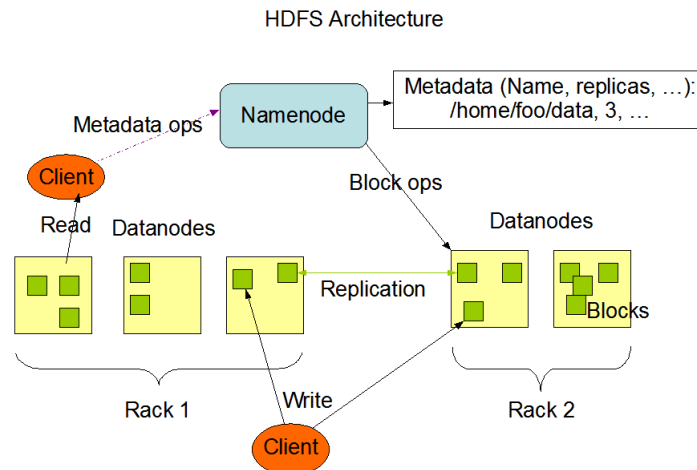 HDFS Architecture
Namenode
Metadata (Name, replicas, …):
/home/foo/data, 3, …
Metadata ops
Client
Block ops
Read
Datanodes
Datanodes
Replication
Blocks
Rack 1
Write
Rack 2
Client